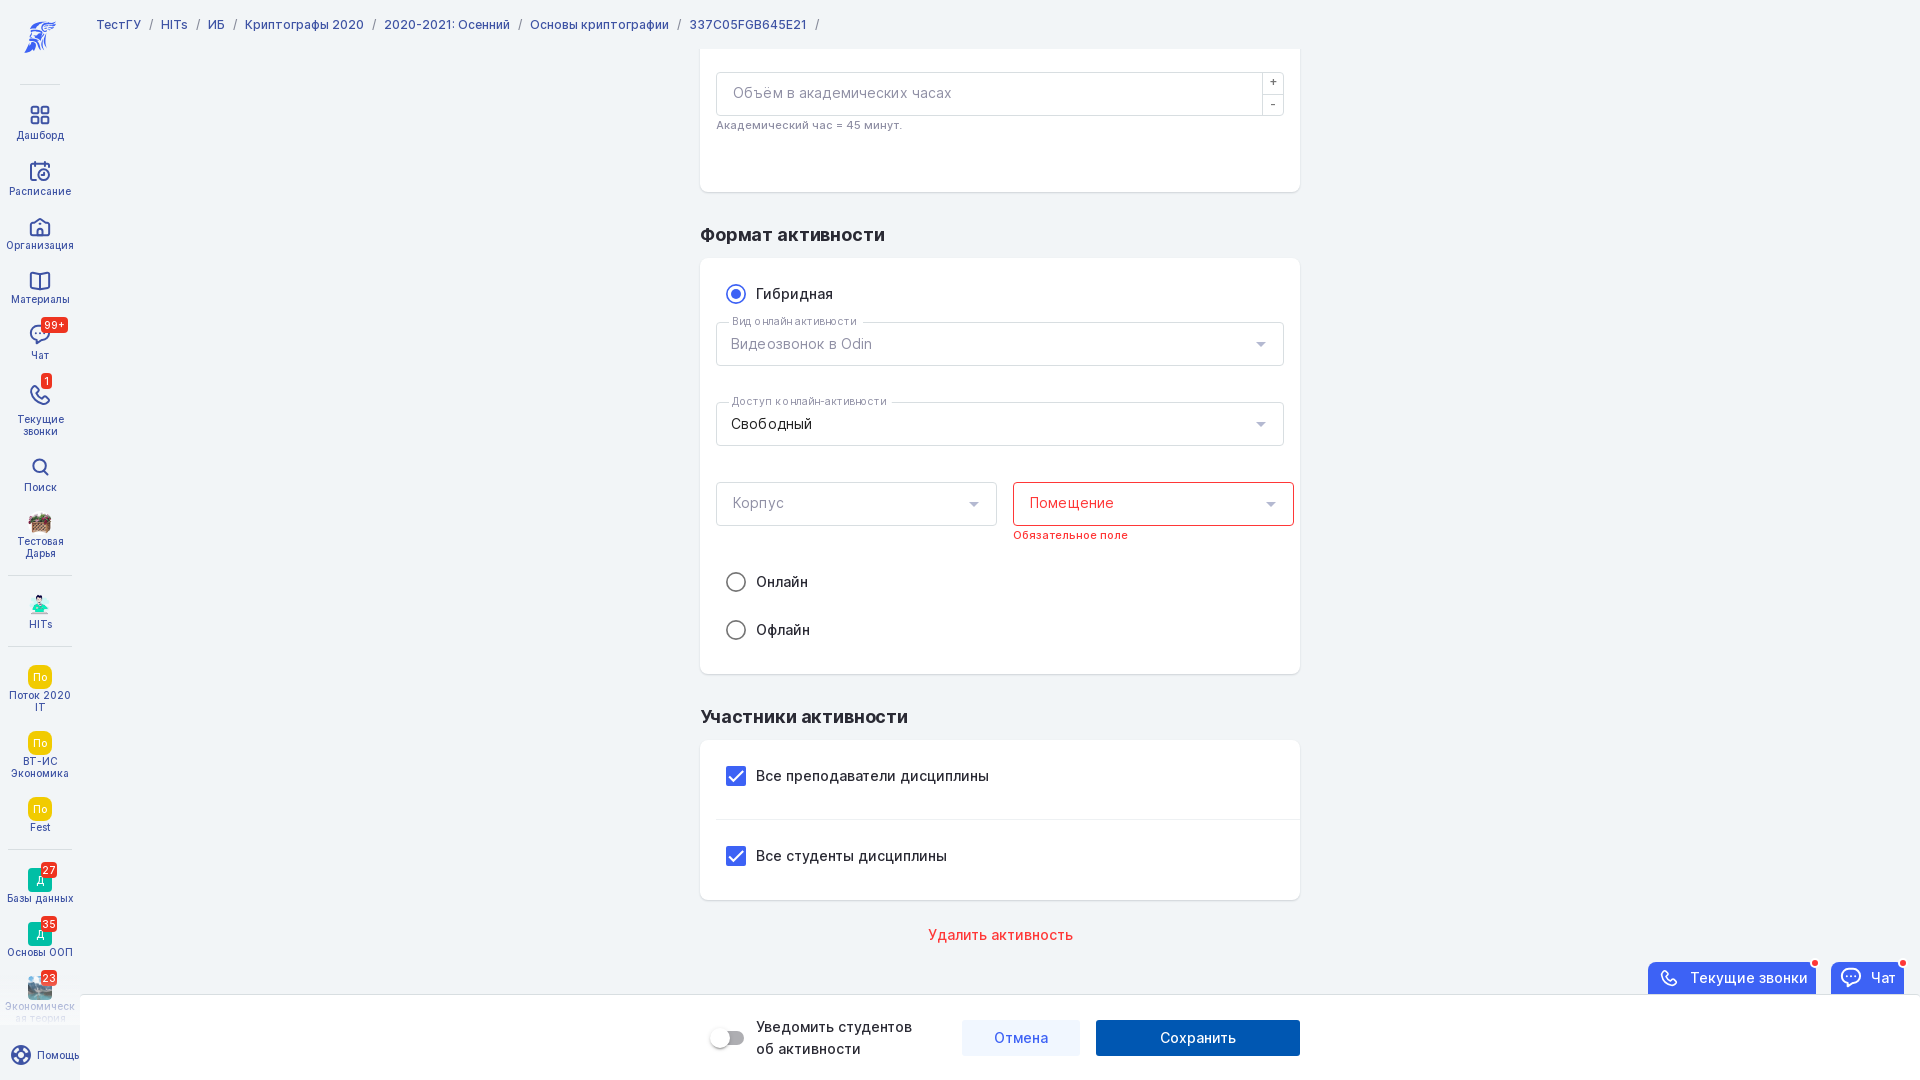 ТестГУ / HITs / ИБ / Криптографы 2020 / 2020-2021: Осенний / Основы криптографии / 337C05FGB645E21 /
Дашборд
Расписание
Организация
Материалы
99+
Чат
1
Текущие
звонки
Поиск
Тестовая
Дарья
HITs
По
Поток 2020
IT
По
ВТ-ИС
Экономика
По
Fest
27
Д
Базы данных
35
Д
Основы ООП
23
Экономическ
ая теория
Помощь
Объём в академических часах
+
-
Академический час = 45 минут.
Формат активности
Гибридная
Вид онлайн активности
Видеозвонок в Odin
Доступ к онлайн-активности
Свободный
Корпус
Помещение
Обязательное поле
Онлайн
Офлайн
Участники активности
Все преподаватели дисциплины
Все студенты дисциплины
Удалить активность
Текущие звонки
Чат
Уведомить студентов
об активности
Отмена
Сохранить